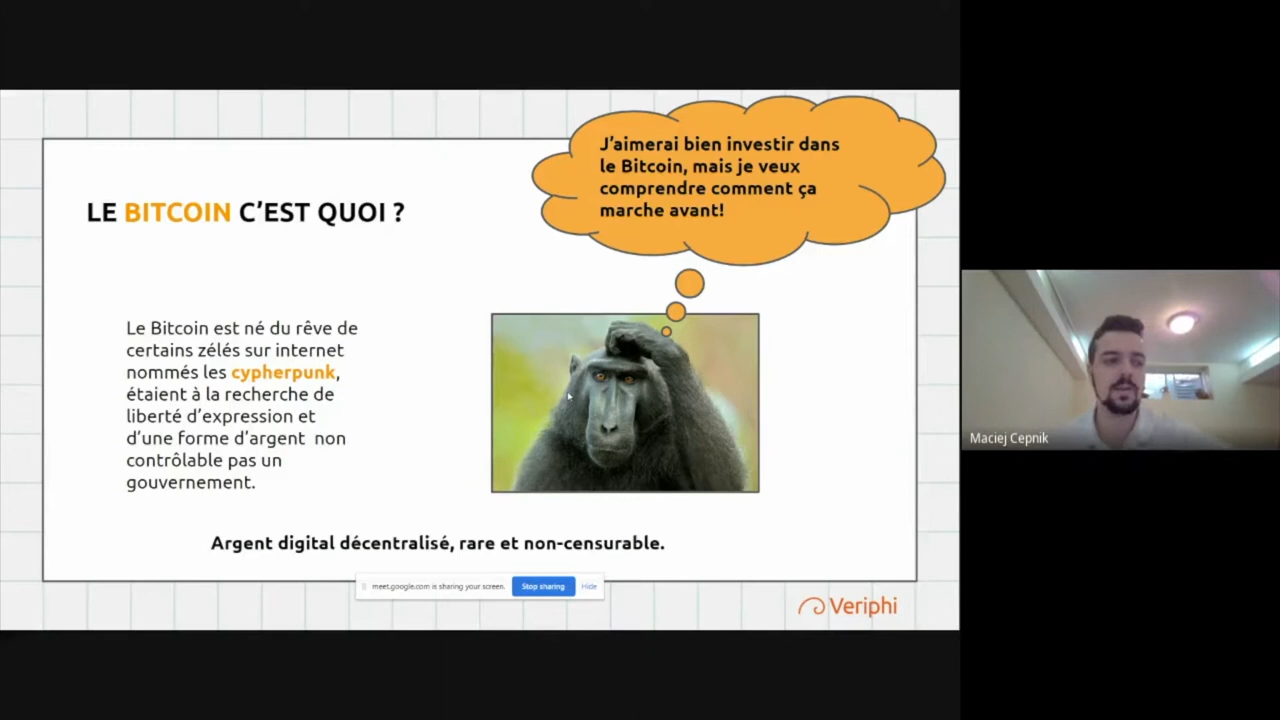 J'aimerai bien investir dans
le Bitcoin, mais je veux
comprendre comment ça
marche avant!
LE BITCOIN C'EST QUOI ?
Le Bitcoin est né du rêve de
certains zélés sur internet
nommés les cypherpunk,
étaient à la recherche de
liberté d'expression et
d'une forme d'argent non
contrôlable pas un
gouvernement.
Argent digital décentralisé, rare et non-censurable.
meet.google.com is sharing your screen. Stop sharing Hide
Veriphi
Maciej Cepnik